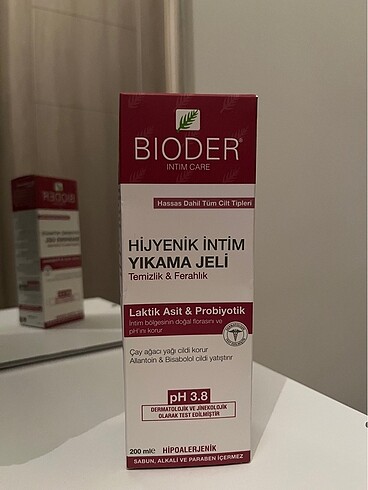 BIODER®
INTIM CARE
Hassas Dahil Tüm Cilt Tipleri
HİJYENİK İNTİM
YIKAMA JELİ
Temizlik & Ferahlık
Laktik Asit & Probiyotik
İntim bölgesinin doğal florasını ve
pH'ını korur
Çay ağacı yağı cildi korur
Allantoin & Bisabolol cildi yatıştırır
pH 3.8
DERMATOLOJİK VE JİNEKOLOJİK
OLARAK TEST EDİLMİŞTİR
200 ml℮
HİPOALERJENİK
SABUN, ALKALİ VE PARABEN İÇERMEZ